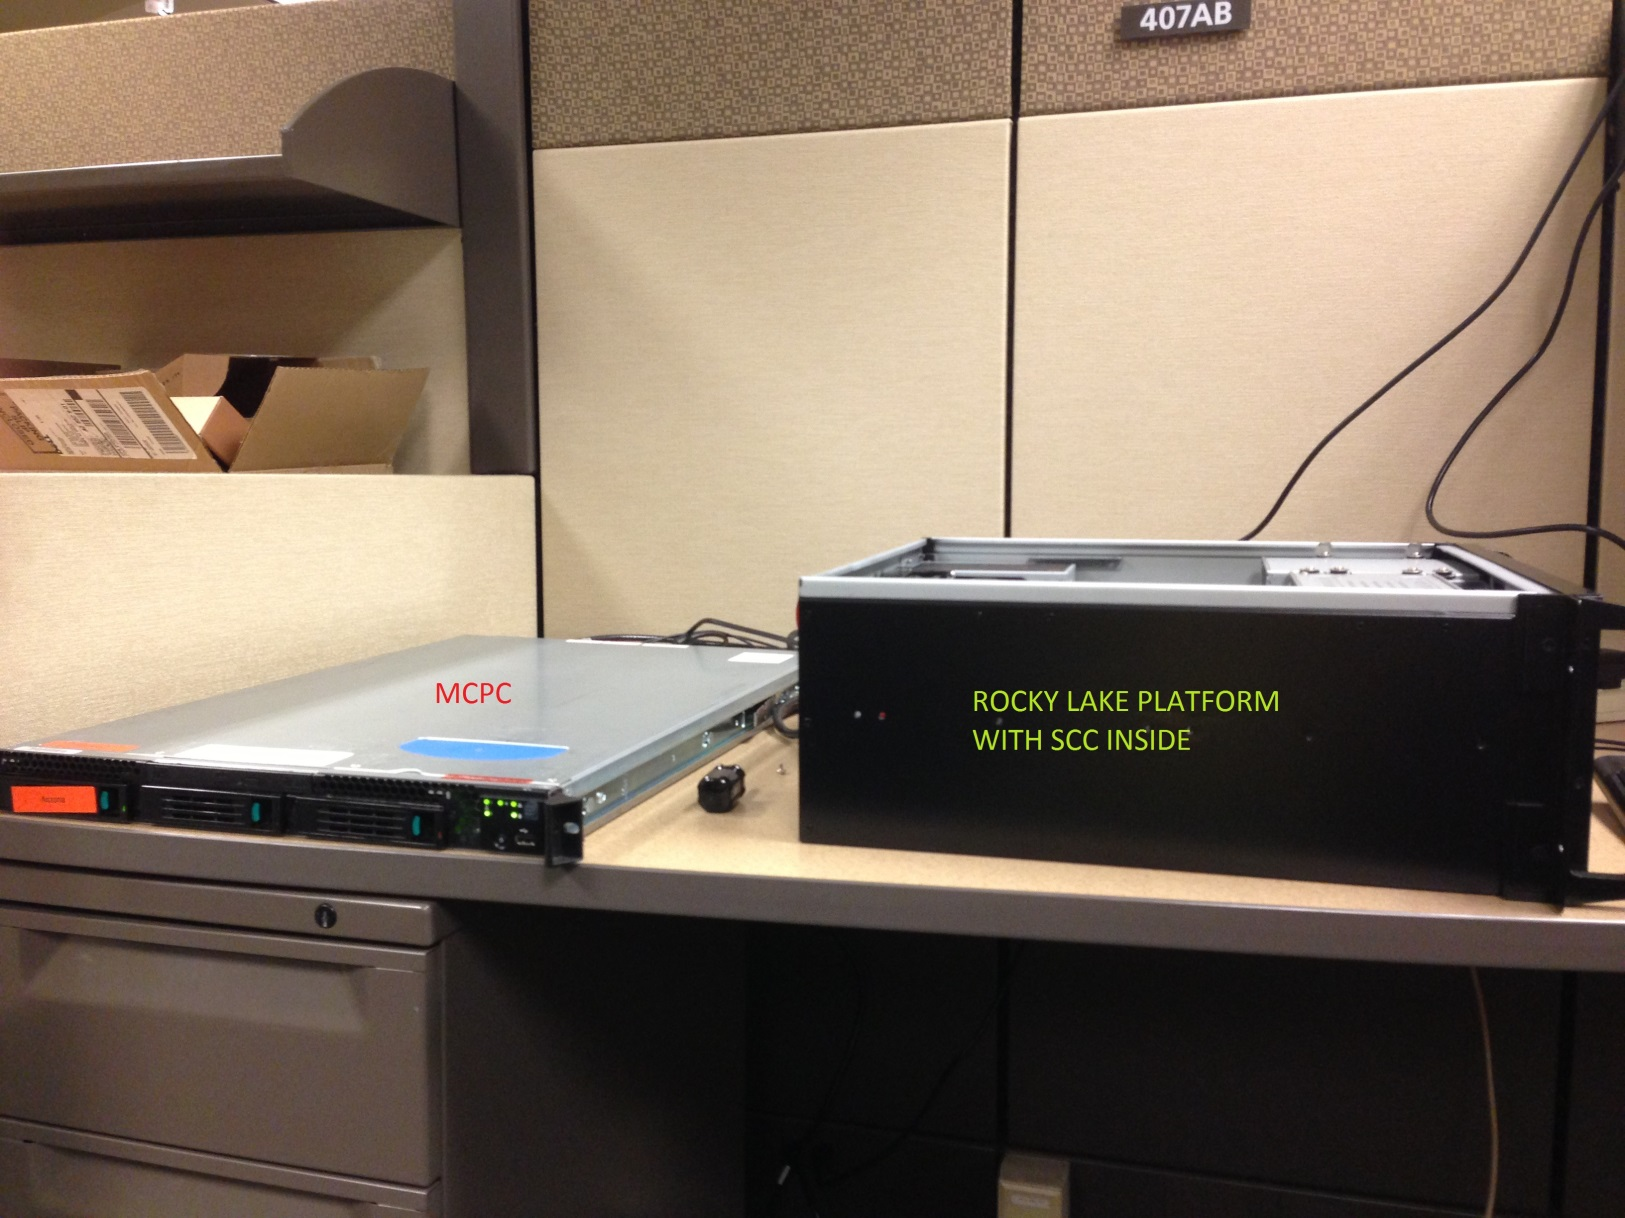 407AB
MCPC
ROCKY LAKE PLATFORM
WITH SCC INSIDE